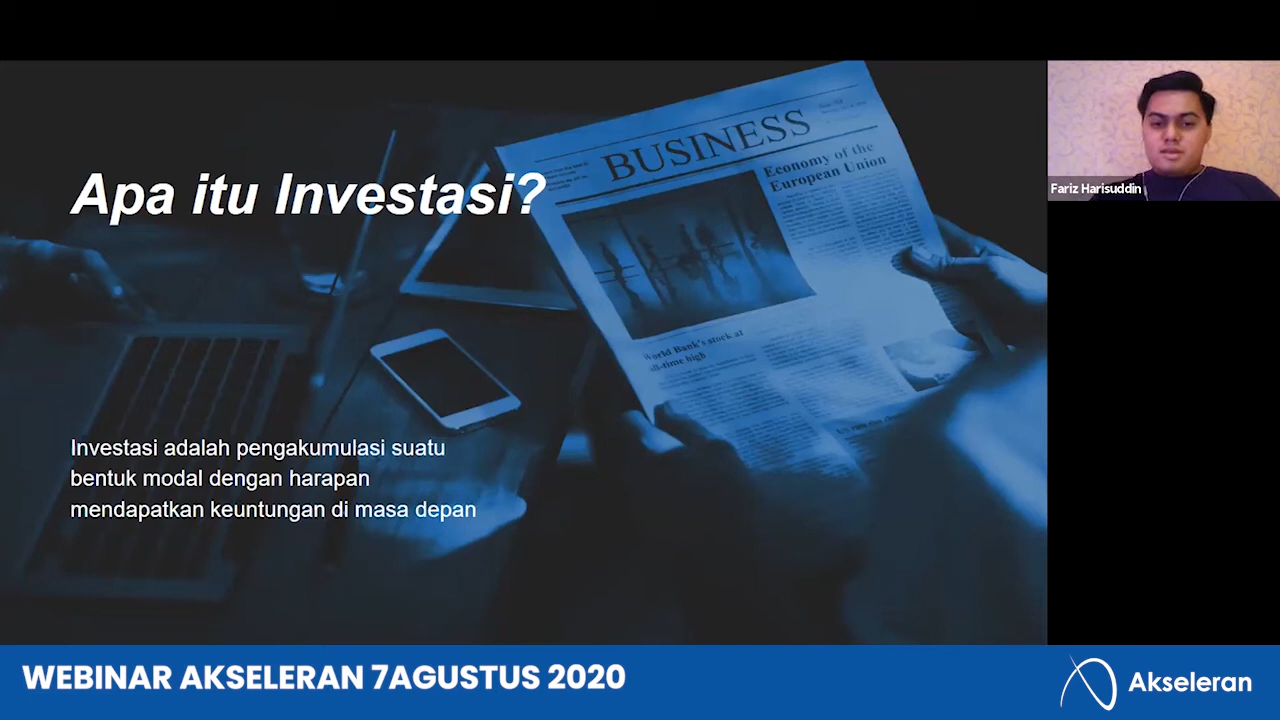 Apa itu Investasi?
BUSINESS
Economy of the
European Union
World Bank's stock at
all-time high
Investasi adalah pengakumulasi suatu
bentuk modal dengan harapan
mendapatkan keuntungan di masa depan
Fariz Harisuddin
WEBINAR AKSELERAN 7AGUSTUS 2020
Akseleran